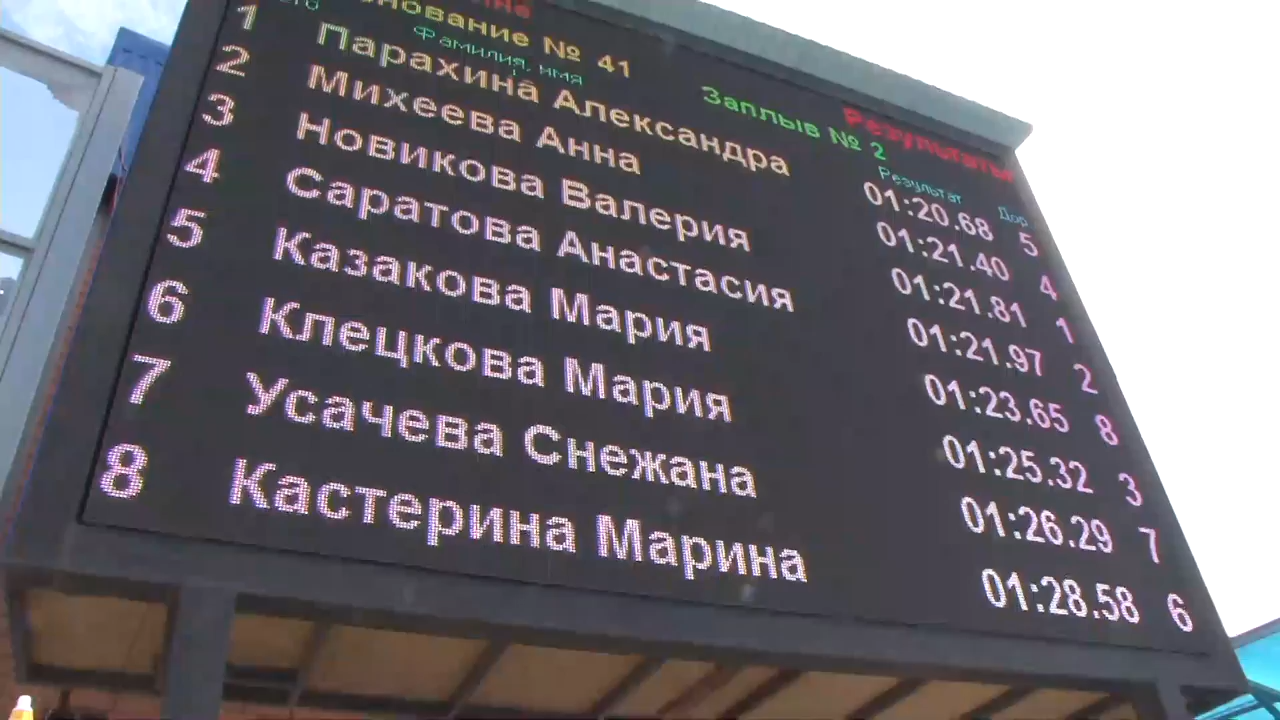 нование № 41
Заплыв № 2
Результаты
Фамилия, имя Результат Дор
1 Парахина Александра 01:20.68 5
2 Михеева Анна 01:21.40 4
3 Новикова Валерия 01:21.81 1
4 Саратова Анастасия 01:21.97 2
5 Казакова Мария 01:23.65 8
6 Клецкова Мария 01:25.32 3
7 Усачева Снежана 01:26.29 7
8 Кастерина Марина 01:28.58 6